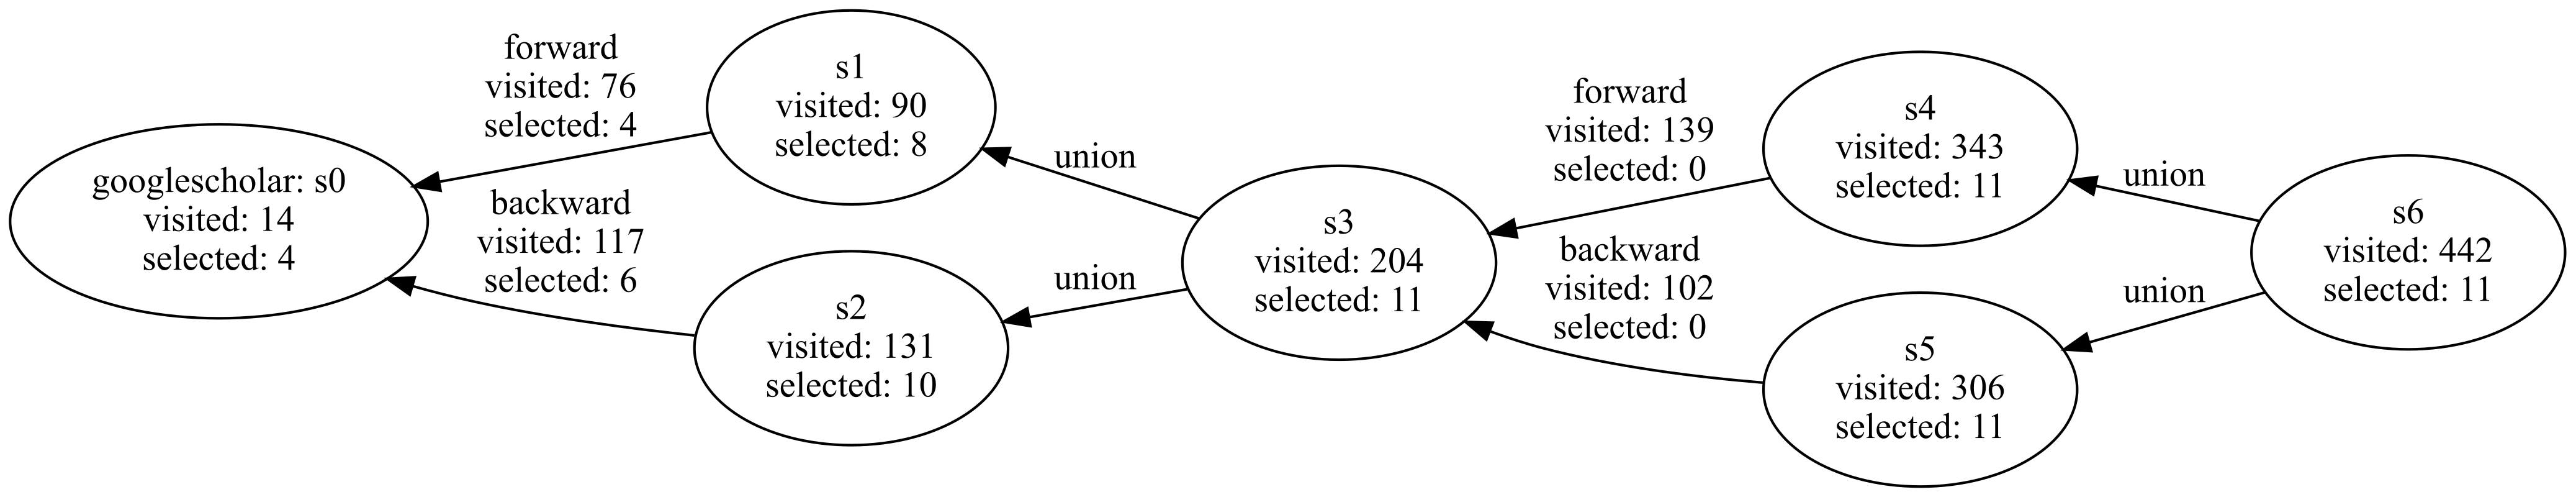 googlescholar: s0
visited: 14
selected: 4
forward
visited: 76
selected: 4
backward
visited: 117
selected: 6
s1
visited: 90
selected: 8
s2
visited: 131
selected: 10
union
union
s3
visited: 204
selected: 11
forward
visited: 139
selected: 0
backward
visited: 102
selected: 0
s4
visited: 343
selected: 11
s5
visited: 306
selected: 11
union
union
s6
visited: 442
selected: 11